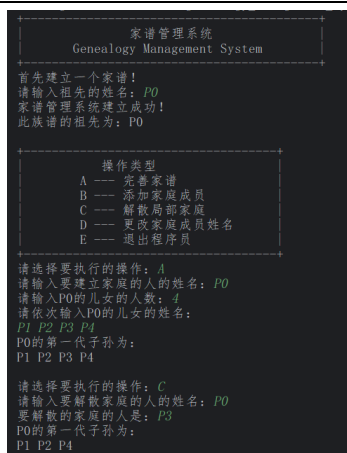 家谱管理系统
Genealogy Management System
首先建立一个家谱!
请输入祖先的姓名: P0
家谱管理系统建立成功!
此族谱的祖先为: P0
操作类型
A --- 完善家谱
B --- 添加家庭成员
C --- 解散局部家庭
D --- 更改家庭成员姓名
E --- 退出程序员
请选择要执行的操作: A
请输入要建立家庭的人的姓名: P0
请输入P0的儿女的人数: 4
请依次输入P0的儿女的姓名:
P1 P2 P3 P4
P0的第一代子孙为:
P1 P2 P3 P4
请选择要执行的操作: C
请输入要解散家庭人的姓名: P0
要解散的家庭的人是: P3
P0的第一代子孙为:
P1 P2 P4